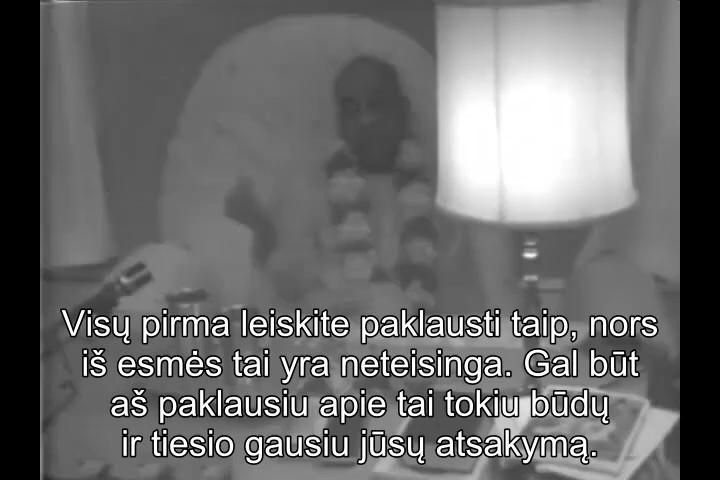 Visų pirma leiskite paklausti taip, nors
iš esmės tai yra neteisinga. Gal būt
aš paklausiu apie tai tokiu būdų
ir tiesio gausiu jūsų atsakymą.